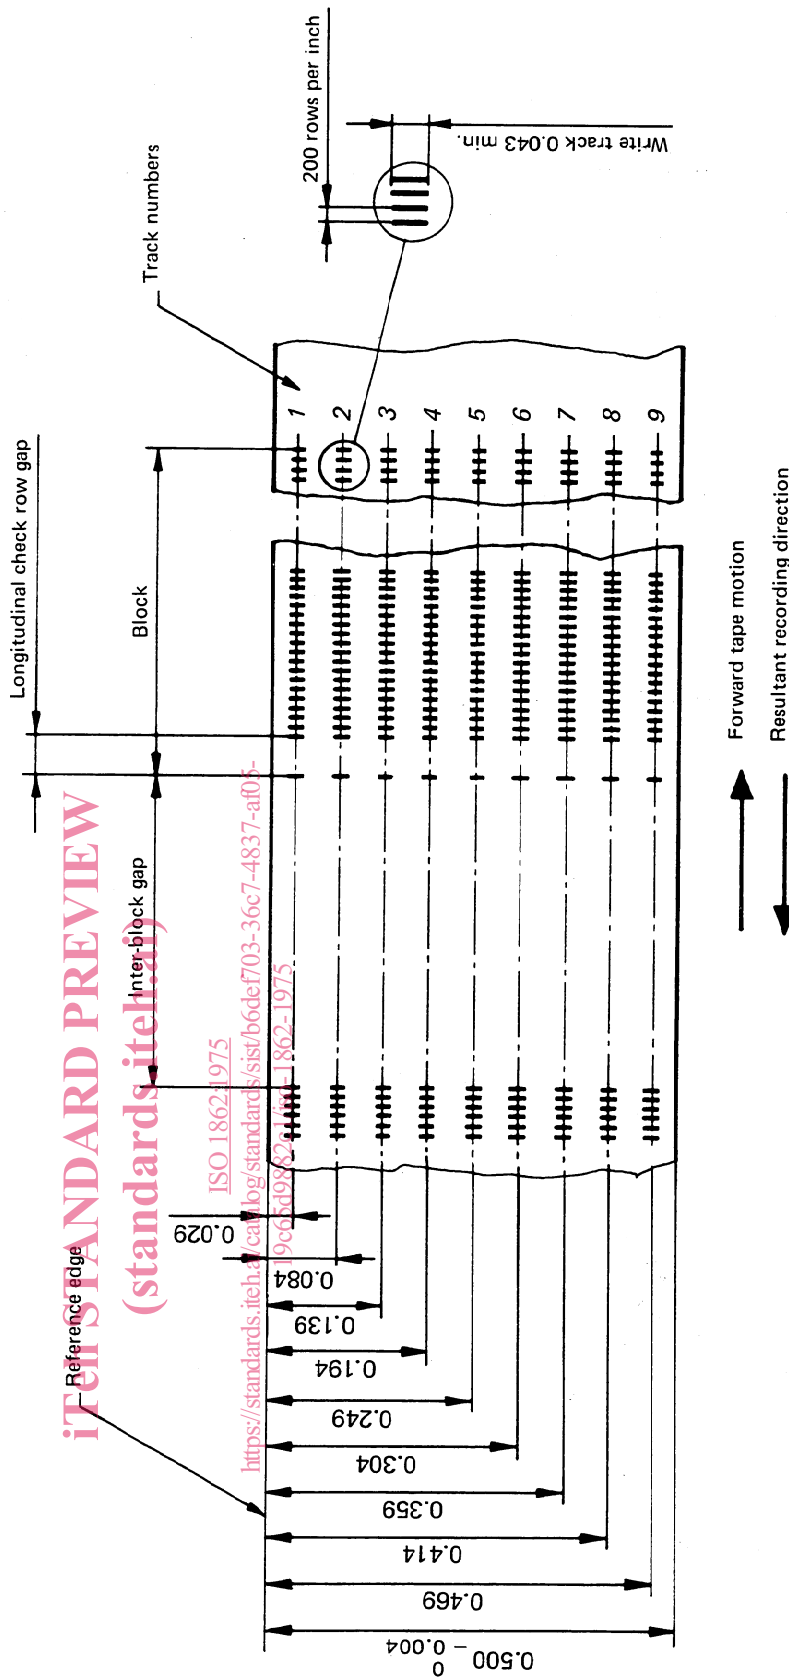 200 rows per inch
Write track 0.043 min.
Track numbers
Longitudinal check row gap
Block
Inter-block gap
1
2
3
4
5
6
7
8
9
Reference edge
0.029
0.084
0.139
0.194
0.249
0.304
0.359
0.414
0.469
0.500 0 − 0.004
Forward tape motion
Resultant recording direction
iTeh STANDARD PREVIEW
(standards.iteh.ai)
ISO 1862:1975
https://standards.iteh.ai/catalog/standards/sist/b6def703-36c7-4837-af05-
19c65d9882c1/iso-1862-1975